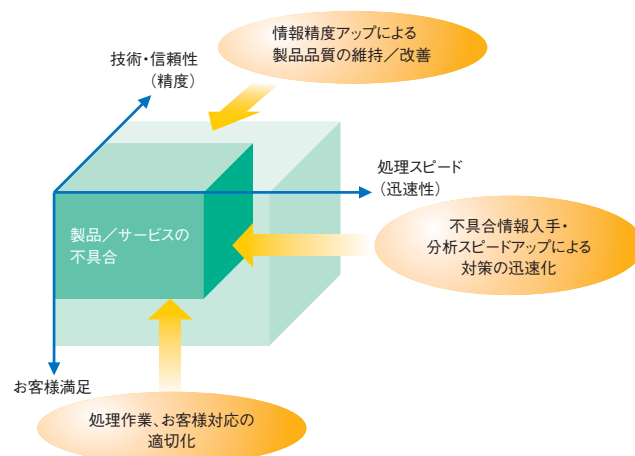 情報精度アップによる
製品品質の維持／改善
技術・信頼性
（精度）
処理スピード
（迅速性）
製品／サービスの
不具合
不具合情報入手・
分析スピードアップによる
対策の迅速化
お客様満足
処理作業、お客様対応の
適切化